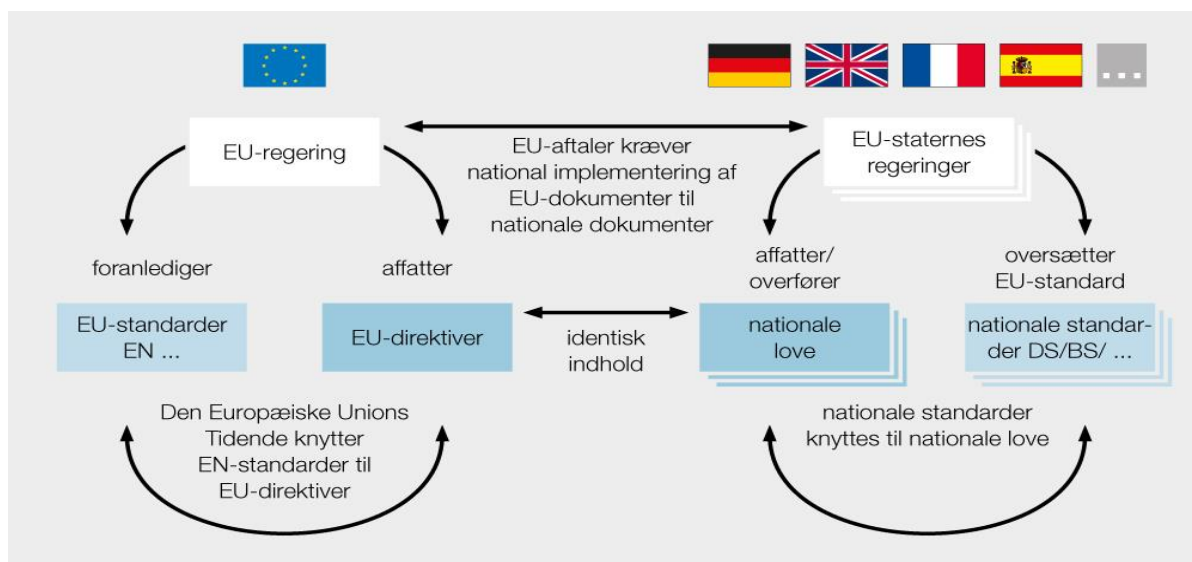 EU-regering
EU-aftaler kræver
national implementering af
EU-dokumenter til
nationale dokumenter
EU-staternes
regeringer
foranlediger
affatter
affatter/
overfører
oversætter
EU-standard
EU-standarder
EN ...
EU-direktiver
identisk
indhold
nationale
love
nationale standar-
der DS/BS/ ...
Den Europæiske Unions
Tidende knytter
EN-standarder til
EU-direktiver
nationale standarder
knyttes til nationale love